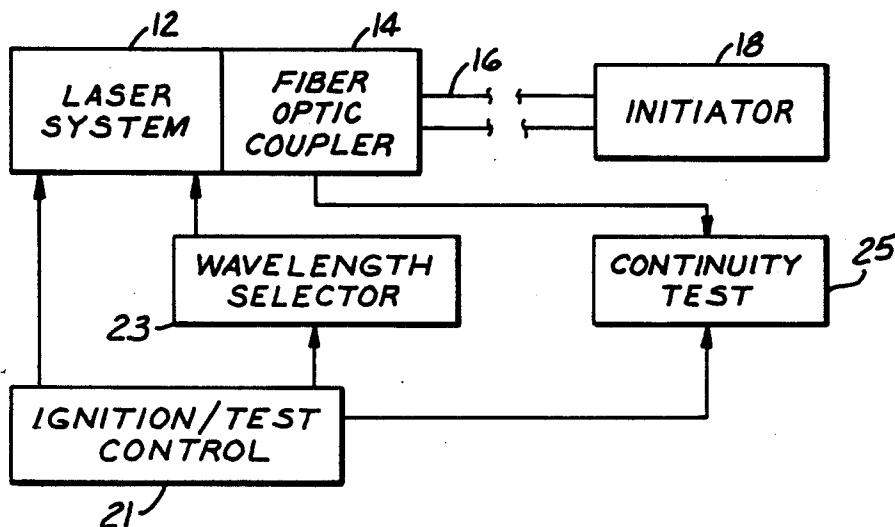 12
14
16
18
LASER
SYSTEM
FIBER
OPTIC
COUPLER
INITIATOR
WAVELENGTH
SELECTOR
23
CONTINUITY
TEST
25
IGNITION/TEST
CONTROL
21